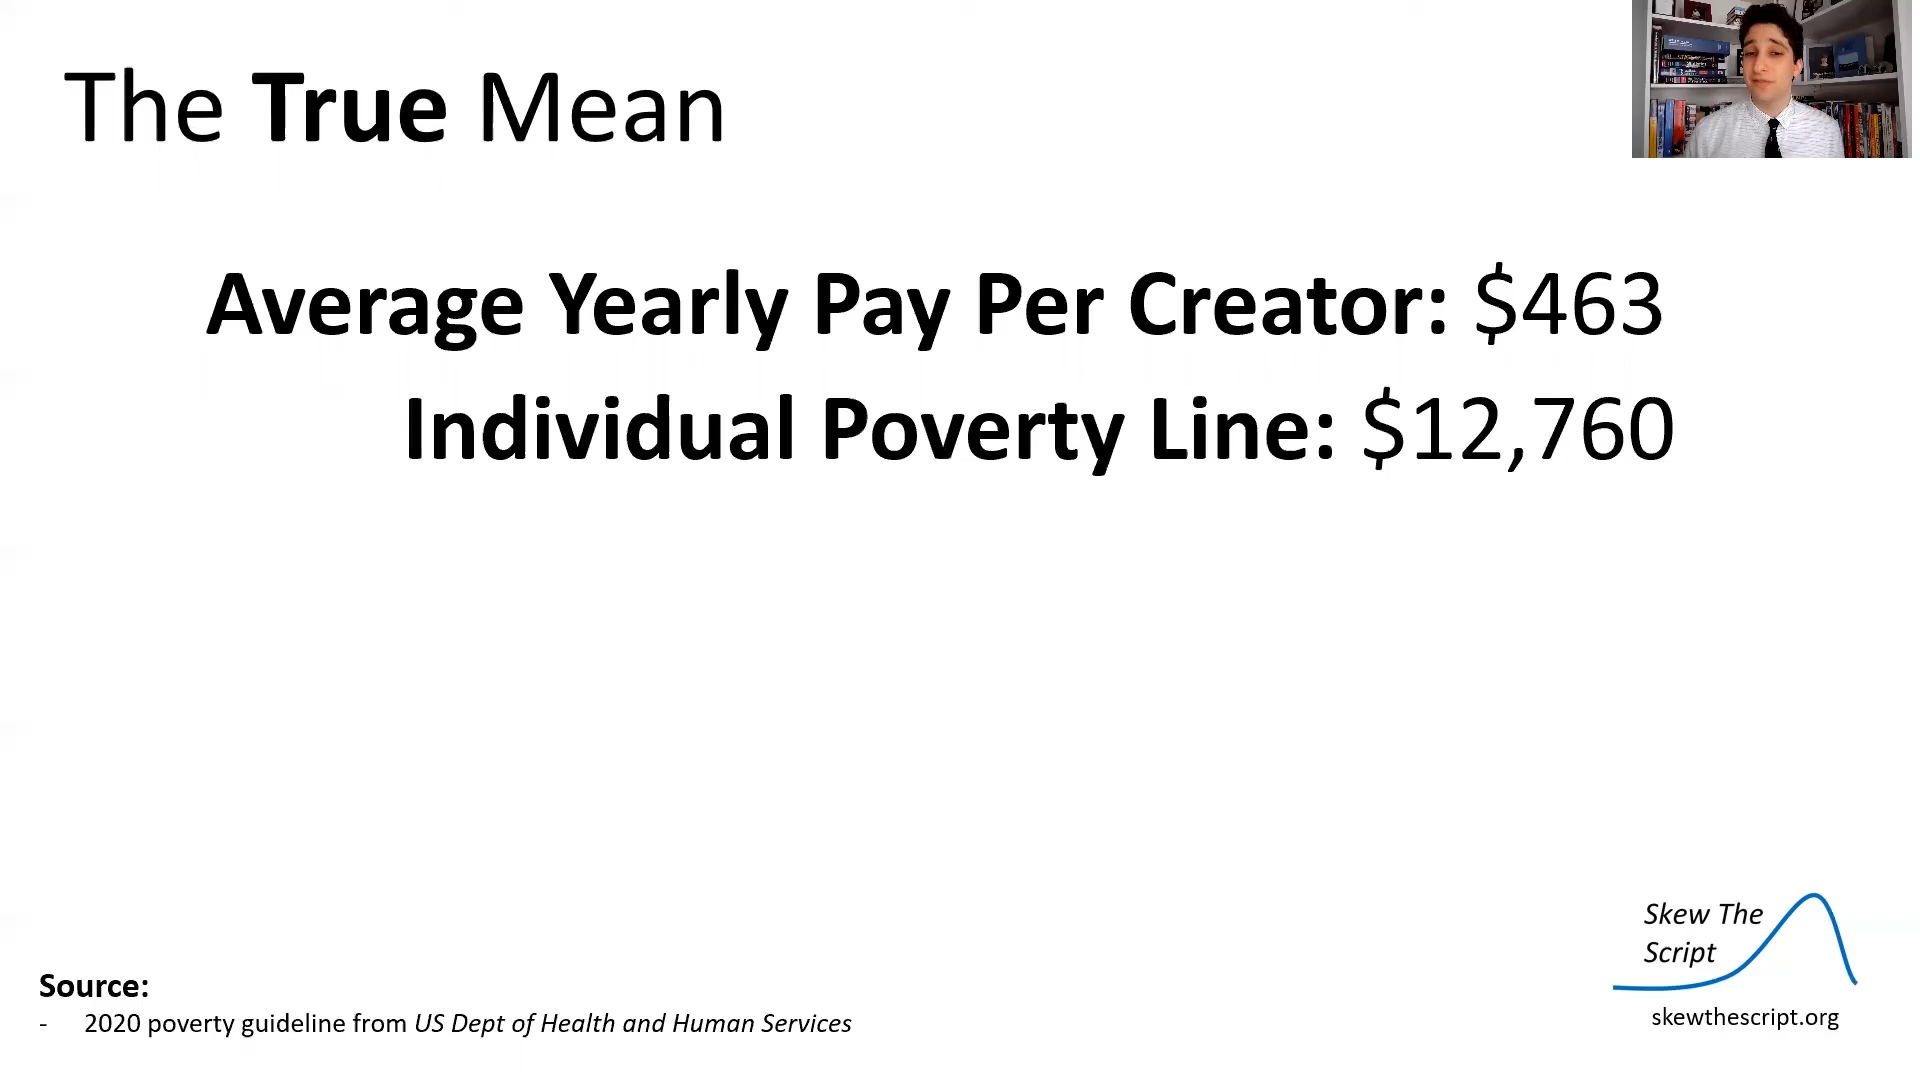 The True Mean
Average Yearly Pay Per Creator: $463
Individual Poverty Line: $12,760
Skew The
Script
skewthescript.org
Source:
- 2020 poverty guideline from US Dept of Health and Human Services